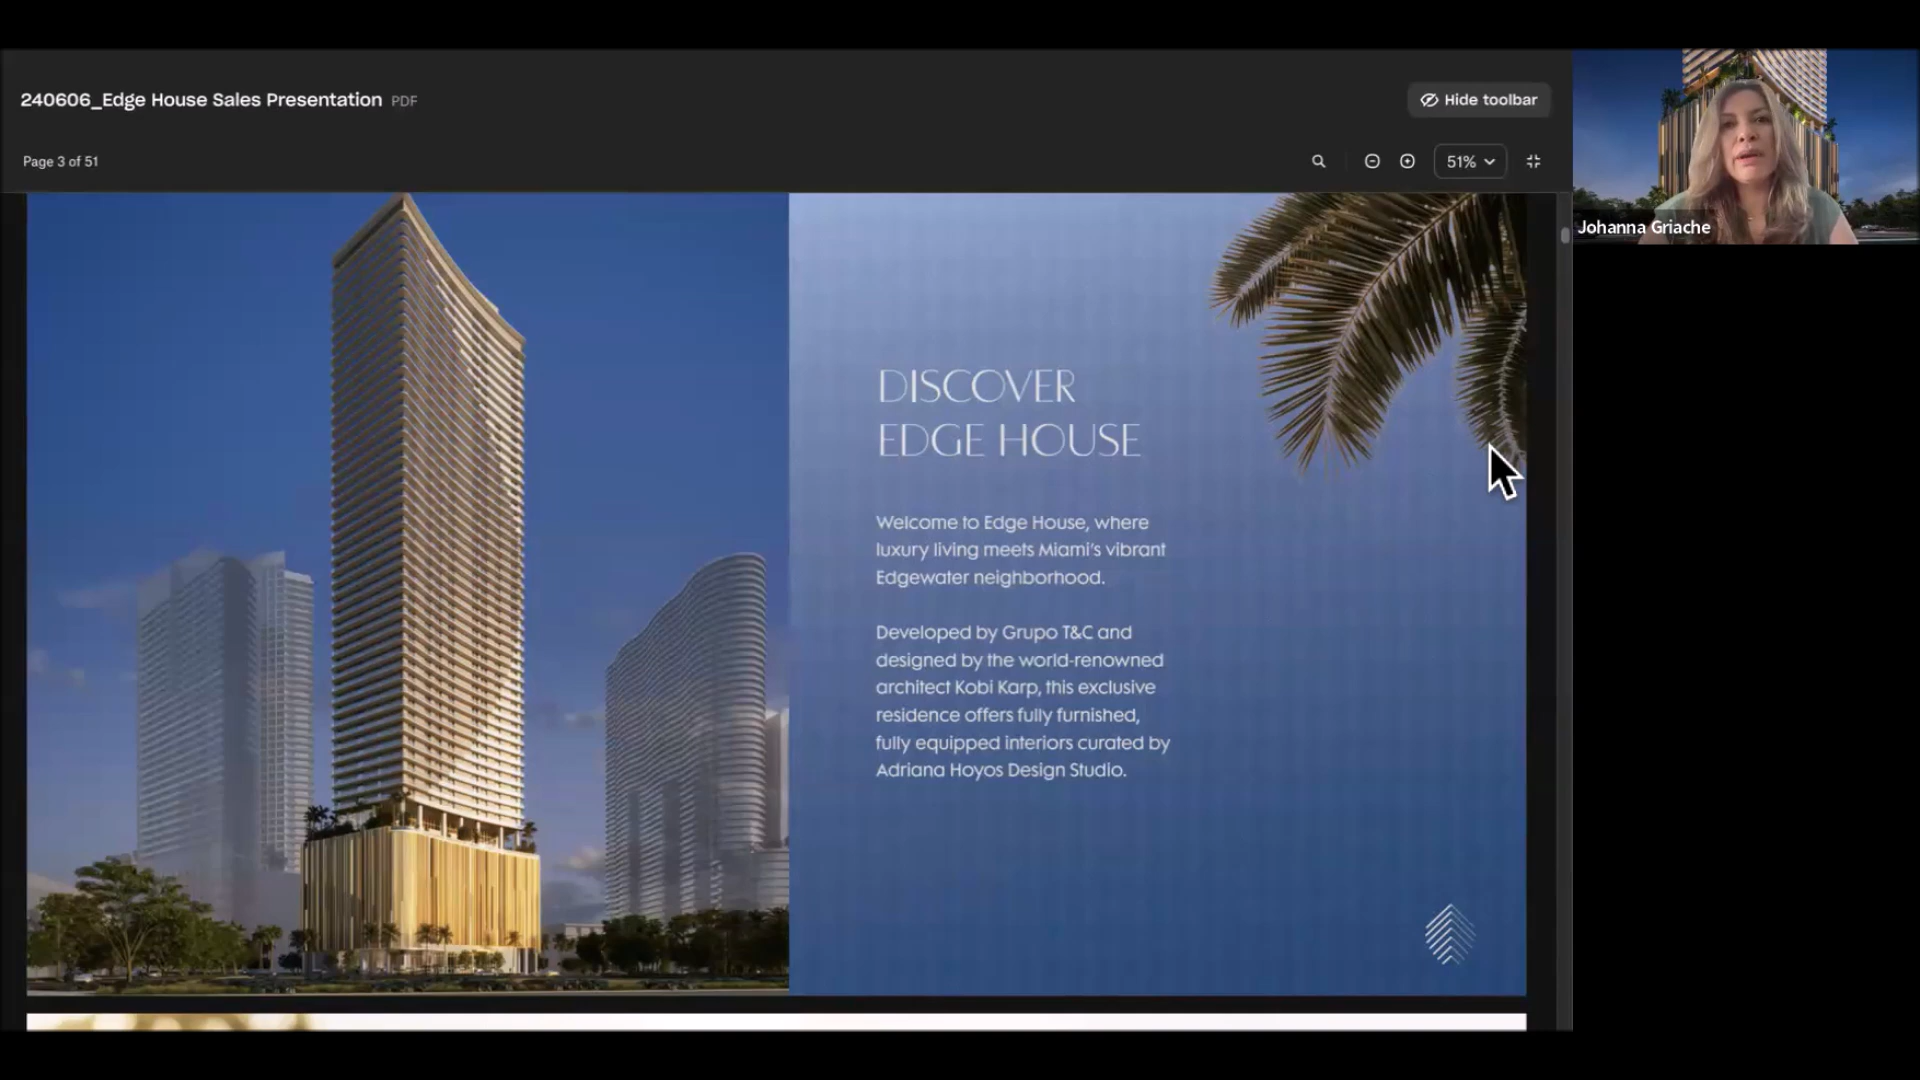 240606_Edge House Sales Presentation PDF
Hide toolbar
Page 3 of 51
51%
Johanna Griache
DISCOVER
EDGE HOUSE
Welcome to Edge House, where
luxury living meets Miami's vibrant
Edgewater neighborhood.
Developed by Grupo T&C and
designed by the world-renowned
architect Kobi Karp, this exclusive
residence offers fully furnished,
fully equipped interiors curated by
Adriana Hoyos Design Studio.